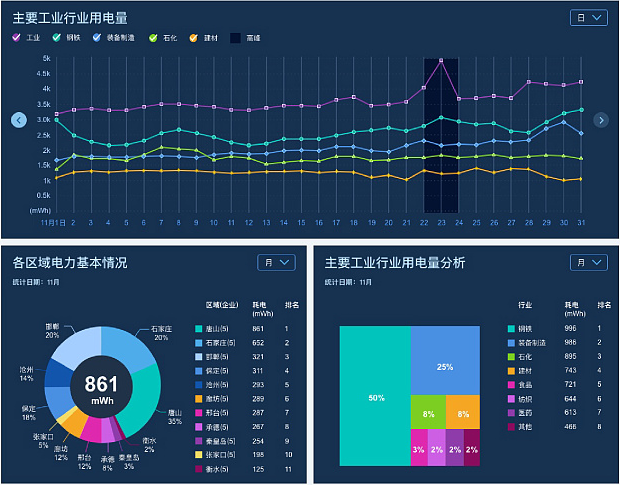 主要工业行业用电量
日
工业 钢铁 装备制造 石化 建材 高峰
5k
4.5k
4k
3.5k
3k
2.5k
2k
1.5k
1k
0.5k
(mWh)
11月1日 2 3 4 5 6 7 8 9 10 11 12 13 14 15 16 17 18 19 20 21 22 23 24 25 26 27 28 29 30 31
各区域电力基本情况
月
统计日期：11月
邯郸
20%
石家庄
20%
沧州
14%
保定
18%
张家口
5%
廊坊
12%
邢台
12%
承德
8%
秦皇岛
3%
衡水
2%
唐山
35%
861
mWh
区域(企业) 耗电(mWh) 排名
唐山(5) 861 1
石家庄(5) 652 2
邯郸(5) 321 3
保定(5) 311 4
沧州(5) 293 5
廊坊(5) 289 6
邢台(5) 287 7
承德(5) 267 8
秦皇岛(5) 254 9
张家口(5) 198 10
衡水(5) 125 11
主要工业行业用电量分析
月
统计日期：11月
50%
25%
8% 8%
3% 2% 2% 2%
行业 耗电(mWh) 排名
钢铁 996 1
装备制造 986 2
石化 895 3
建材 743 4
食品 721 5
纺织 644 6
医药 613 7
其他 466 8